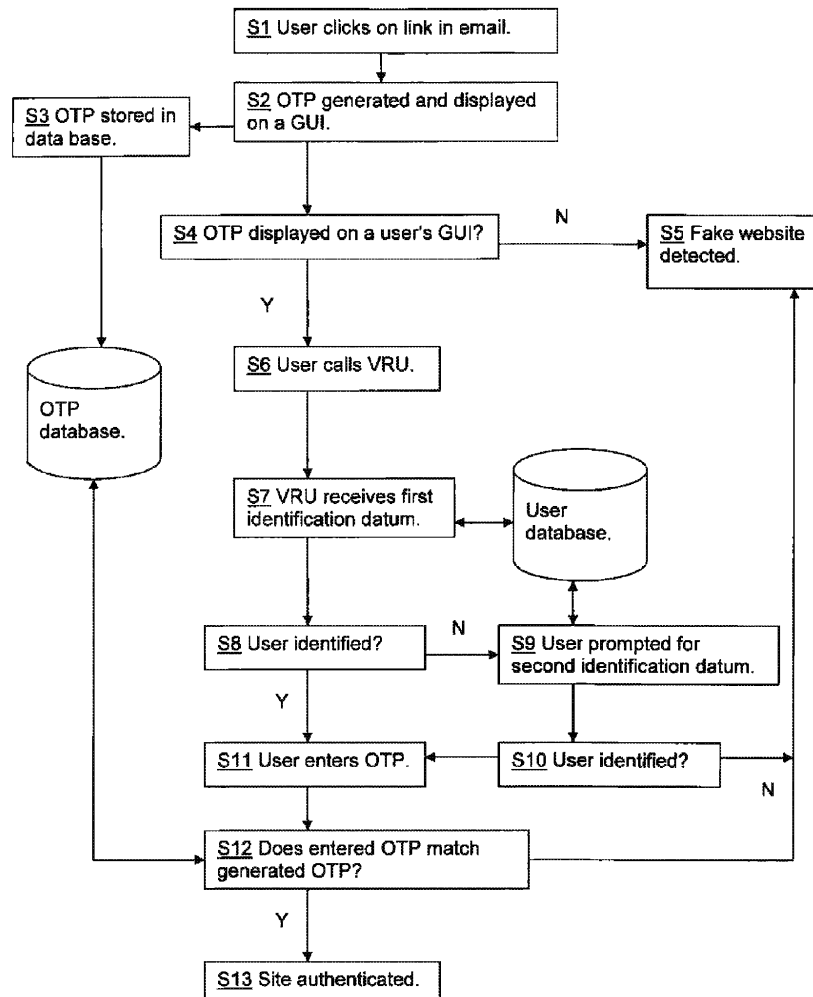 S1 User clicks on link in email.
S2 OTP generated and displayed
on a GUI.
S3 OTP stored in
data base.
S4 OTP displayed on a user's GUI?
N
S5 Fake website
detected.
Y
S6 User calls VRU.
OTP
database.
S7 VRU receives first
identification datum.
User
database.
S8 User identified?
N
S9 User prompted for
second identification datum.
Y
S11 User enters OTP.
S10 User identified?
N
S12 Does entered OTP match
generated OTP?
Y
S13 Site authenticated.